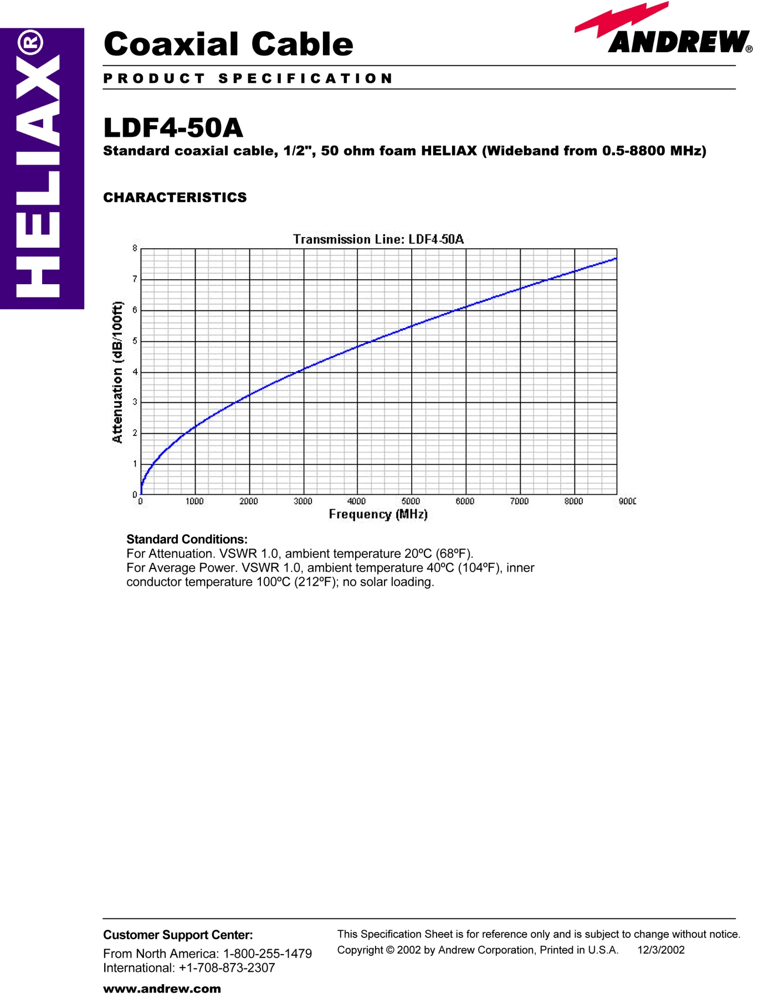 HELIAX®
Coaxial Cable
ANDREW®
PRODUCT SPECIFICATION
LDF4-50A
Standard coaxial cable, 1/2", 50 ohm foam HELIAX (Wideband from 0.5-8800 MHz)
CHARACTERISTICS
Transmission Line: LDF4-50A
Attenuation (dB/100ft)
8
7
6
5
4
3
2
1
0
0 1000 2000 3000 4000 5000 6000 7000 8000 9000
Frequency (MHz)
Standard Conditions:
For Attenuation. VSWR 1.0, ambient temperature 20ºC (68ºF).
For Average Power. VSWR 1.0, ambient temperature 40ºC (104ºF), inner
conductor temperature 100ºC (212ºF); no solar loading.
Customer Support Center:
From North America: 1-800-255-1479
International: +1-708-873-2307
www.andrew.com
This Specification Sheet is for reference only and is subject to change without notice.
Copyright © 2002 by Andrew Corporation, Printed in U.S.A. 12/3/2002